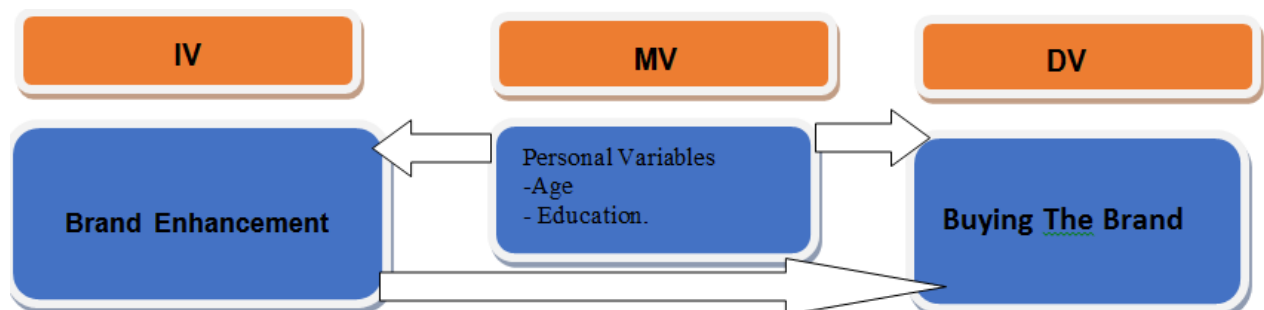 IV
MV
DV
Brand Enhancement
Personal Variables
-Age
- Education.
Buying The Brand